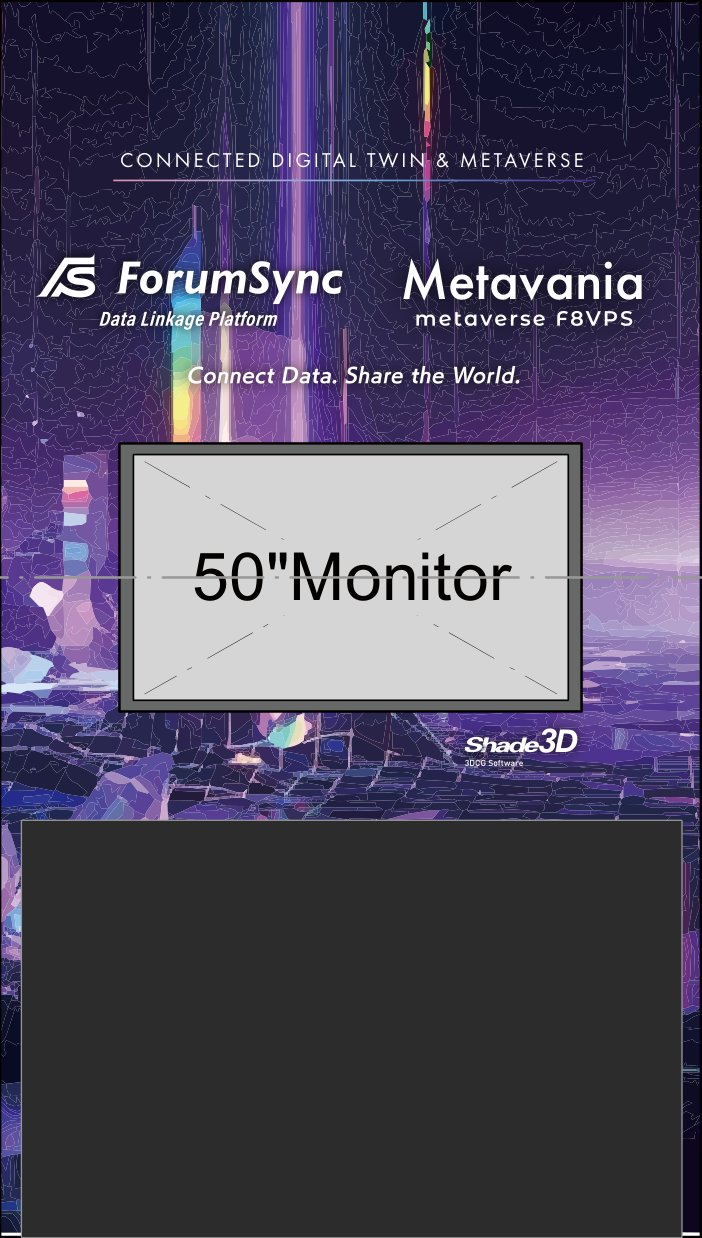 CONNECTED DIGITAL TWIN & METAVERSE
ForumSync
Data Linkage Platform
Metavania
metaverse F8VPS
Connect Data. Share the World.
50"Monitor
Shade3D
3DCG Software